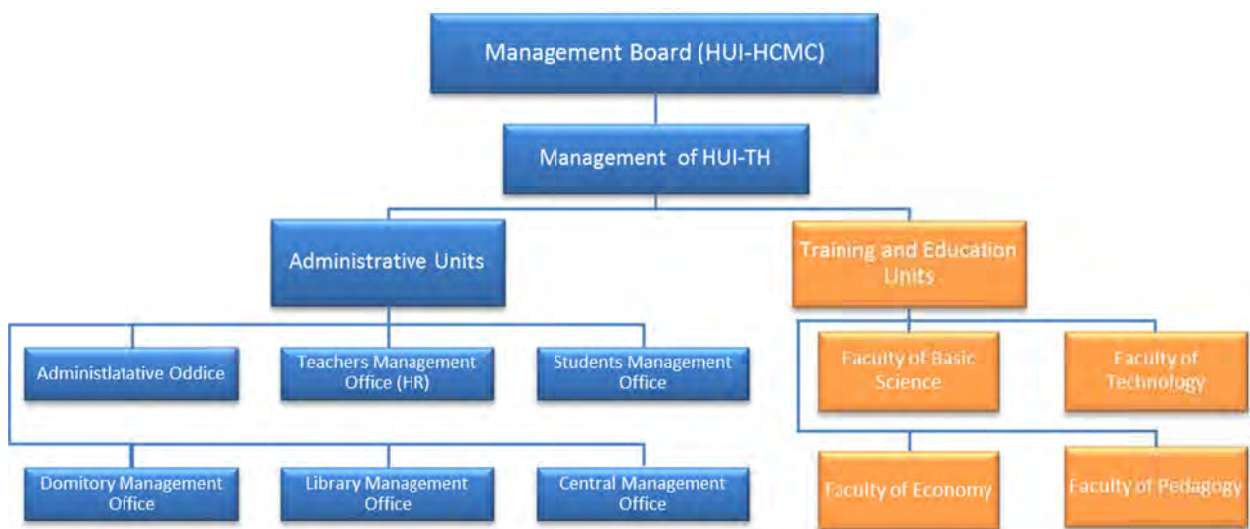 Management Board (HUI-HCMC)
Management of HUI-TH
Administrative Units
Training and Education
Units
Administlatative Oddice
Teachers Management
Office (HR)
Students Management
Office
Faculty of Basic
Science
Faculty of
Technology
Domitory Management
Office
Library Management
Office
Central Management
Office
Faculty of Economy
Faculty of Pedagogy